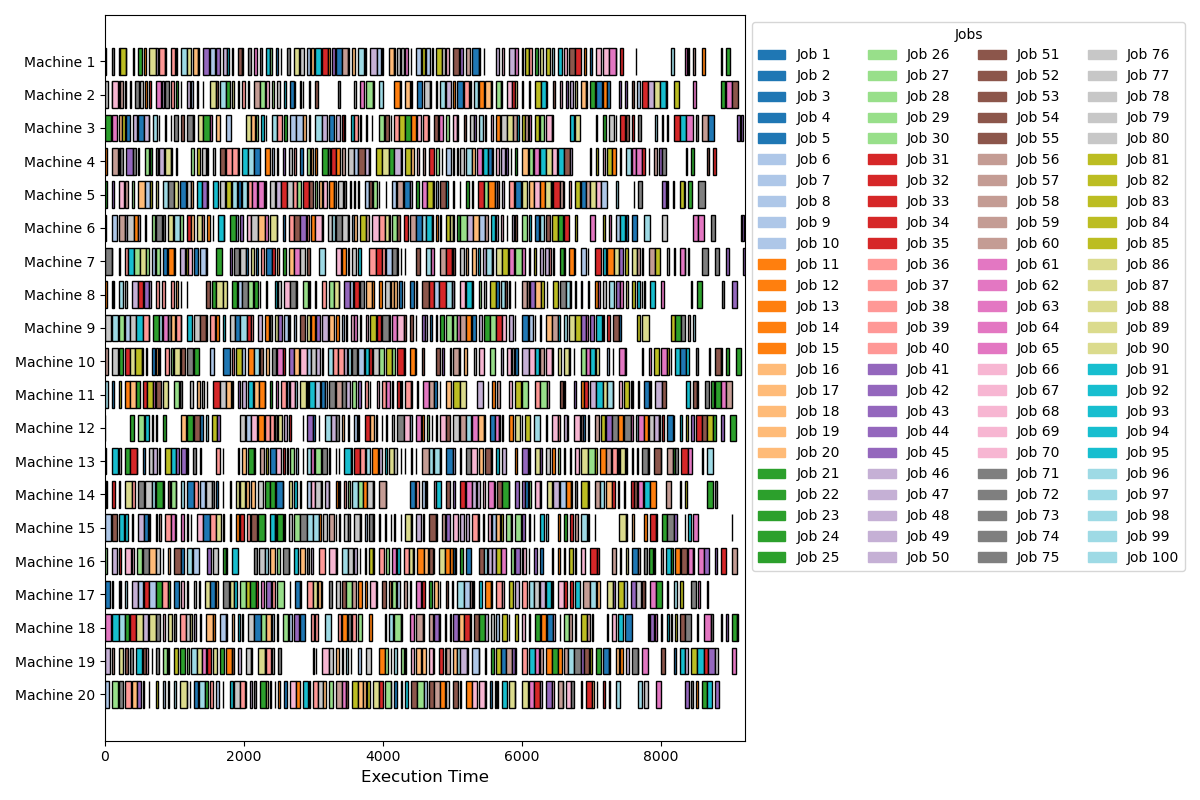 Jobs
Machine 1
Machine 2
Machine 3
Machine 4
Machine 5
Machine 6
Machine 7
Machine 8
Machine 9
Machine 10
Machine 11
Machine 12
Machine 13
Machine 14
Machine 15
Machine 16
Machine 17
Machine 18
Machine 19
Machine 20
0 2000 4000 6000 8000
Execution Time
Job 1 Job 26 Job 51 Job 76
Job 2 Job 27 Job 52 Job 77
Job 3 Job 28 Job 53 Job 78
Job 4 Job 29 Job 54 Job 79
Job 5 Job 30 Job 55 Job 80
Job 6 Job 31 Job 56 Job 81
Job 7 Job 32 Job 57 Job 82
Job 8 Job 33 Job 58 Job 83
Job 9 Job 34 Job 59 Job 84
Job 10 Job 35 Job 60 Job 85
Job 11 Job 36 Job 61 Job 86
Job 12 Job 37 Job 62 Job 87
Job 13 Job 38 Job 63 Job 88
Job 14 Job 39 Job 64 Job 89
Job 15 Job 40 Job 65 Job 90
Job 16 Job 41 Job 66 Job 91
Job 17 Job 42 Job 67 Job 92
Job 18 Job 43 Job 68 Job 93
Job 19 Job 44 Job 69 Job 94
Job 20 Job 45 Job 70 Job 95
Job 21 Job 46 Job 71 Job 96
Job 22 Job 47 Job 72 Job 97
Job 23 Job 48 Job 73 Job 98
Job 24 Job 49 Job 74 Job 99
Job 25 Job 50 Job 75 Job 100